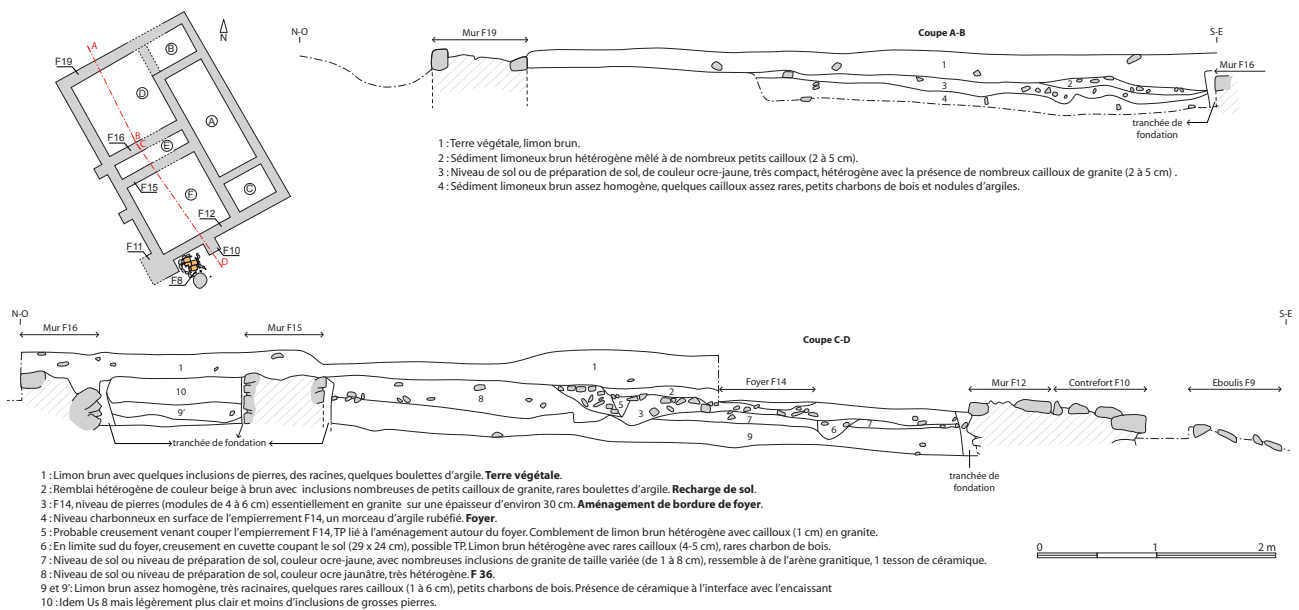 N
A
F19
B
D
A
B
C
F16
E
F15
F
C
F12
F11
F10
D
F8
N-O
Mur F19
Coupe A-B
S-E
Mur F16
1
2
3
4
tranchée de
fondation
1 : Terre végétale, limon brun.
2 : Sédiment limoneux brun hétérogène mêlé à de nombreux petits cailloux (2 à 5 cm).
3 : Niveau de sol ou de préparation de sol, de couleur ocre-jaune, très compact, hétérogène avec la présence de nombreux cailloux de granite (2 à 5 cm) .
4 : Sédiment limoneux brun assez homogène, quelques cailloux assez rares, petits charbons de bois et nodules d'argiles.
N-O
Mur F16
Mur F15
Coupe C-D
S-E
Foyer F14
Mur F12
Contrefort F10
Eboulis F9
1
1
10
9'
8
2
5
3
7
6
7
9
tranchée de fondation
tranchée de
fondation
1 : Limon brun avec quelques inclusions de pierres, des racines, quelques boulettes d'argile. Terre végétale.
2 : Remblai hétérogène de couleur beige à brun avec inclusions nombreuses de petits cailloux de granite, rares boulettes d'argile. Recharge de sol.
3 : F14, niveau de pierres (modules de 4 à 6 cm) essentiellement en granite sur une épaisseur d'environ 30 cm. Aménagement de bordure de foyer.
4 : Niveau charbonneux en surface de l'empierrement F14, un morceau d'argile rubéfié. Foyer.
5 : Probable creusement venant couper l'empierrement F14, TP lié à l'aménagement autour du foyer. Comblement de limon brun hétérogène avec cailloux (1 cm) en granite.
6 : En limite sud du foyer, creusement en cuvette coupant le sol (29 x 24 cm), possible TP. Limon brun hétérogène avec rares cailloux (4-5 cm), rares charbon de bois.
7 : Niveau de sol ou niveau de préparation de sol, couleur ocre-jaune, avec nombreuses inclusions de granite de taille variée (de 1 à 8 cm), ressemble à de l'arène granitique, 1 tesson de céramique.
8 : Niveau de sol ou niveau de préparation de sol, couleur ocre jaunâtre, très hétérogène. F 36.
9 et 9': Limon brun assez homogène, très racinaires, quelques rares cailloux (1 à 6 cm), petits charbons de bois. Présence de céramique à l'interface avec l'encaissant
10 : Idem Us 8 mais légèrement plus clair et moins d'inclusions de grosses pierres.
0 1 2 m